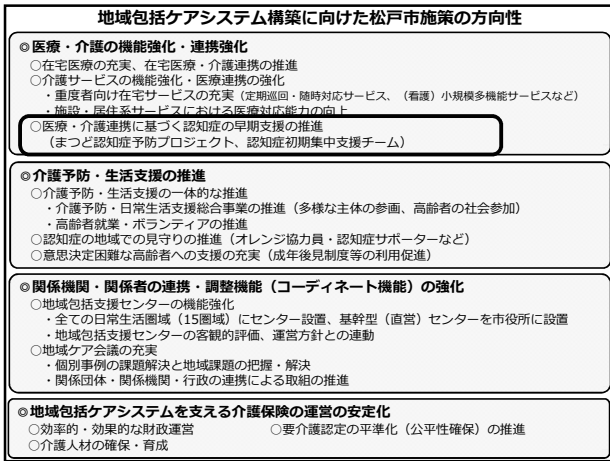 地域包括ケアシステム構築に向けた松戸市施策の方向性
◎医療・介護の機能強化・連携強化
○在宅医療の充実、在宅医療・介護連携の推進
○介護サービスの機能強化・医療連携の強化
・重度者向け在宅サービスの充実（定期巡回・随時対応サービス、（看護）小規模多機能サービスなど）
・施設・居住系サービスにおける医療対応能力の向上
○医療・介護連携に基づく認知症の早期支援の推進
（まつど認知症予防プロジェクト、認知症初期集中支援チーム）
◎介護予防・生活支援の推進
○介護予防・生活支援の一体的な推進
・介護予防・日常生活支援総合事業の推進（多様な主体の参画、高齢者の社会参加）
・高齢者就業・ボランティアの推進
○認知症の地域での見守りの推進（オレンジ協力員・認知症サポーターなど）
○意思決定困難な高齢者への支援の充実（成年後見制度等の利用促進）
◎関係機関・関係者の連携・調整機能（コーディネート機能）の強化
○地域包括支援センターの機能強化
・全ての日常生活圏域（15圏域）にセンター設置、基幹型（直営）センターを市役所に設置
・地域包括支援センターの客観的評価、運営方針との連動
○地域ケア会議の充実
・個別事例の課題解決と地域課題の把握・解決
・関係団体・関係機関・行政の連携による取組の推進
◎地域包括ケアシステムを支える介護保険の運営の安定化
○効率的・効果的な財政運営 ○要介護認定の平準化（公平性確保）の推進
○介護人材の確保・育成